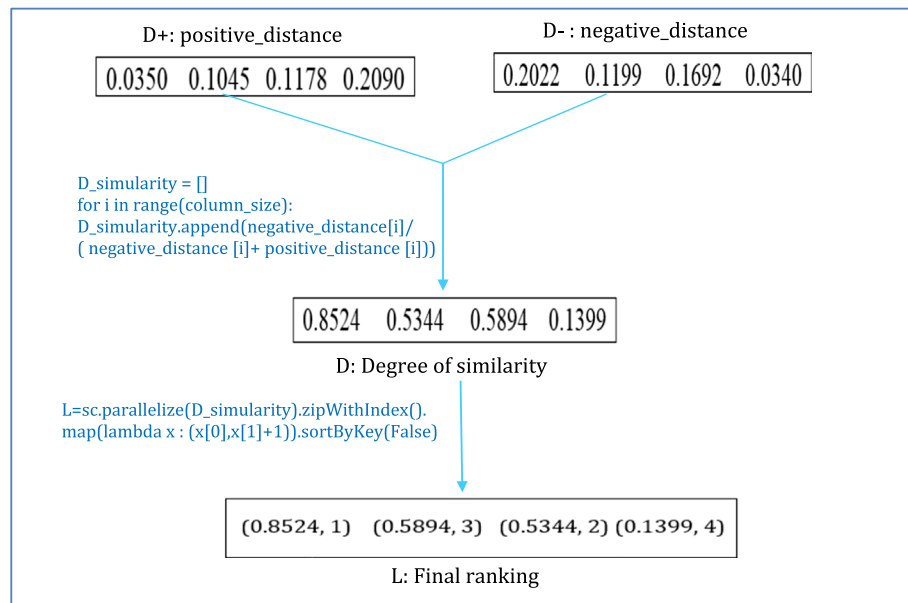 D+: positive_distance
D- : negative_distance
0.0350 0.1045 0.1178 0.2090
0.2022 0.1199 0.1692 0.0340
D_simularity = []
for i in range(column_size):
D_simularity.append(negative_distance[i]/
( negative_distance [i]+ positive_distance [i]))
0.8524 0.5344 0.5894 0.1399
D: Degree of similarity
L=sc.parallelize(D_simularity).zipWithIndex().
map(lambda x : (x[0],x[1]+1)).sortByKey(False)
(0.8524, 1) (0.5894, 3) (0.5344, 2) (0.1399, 4)
L: Final ranking